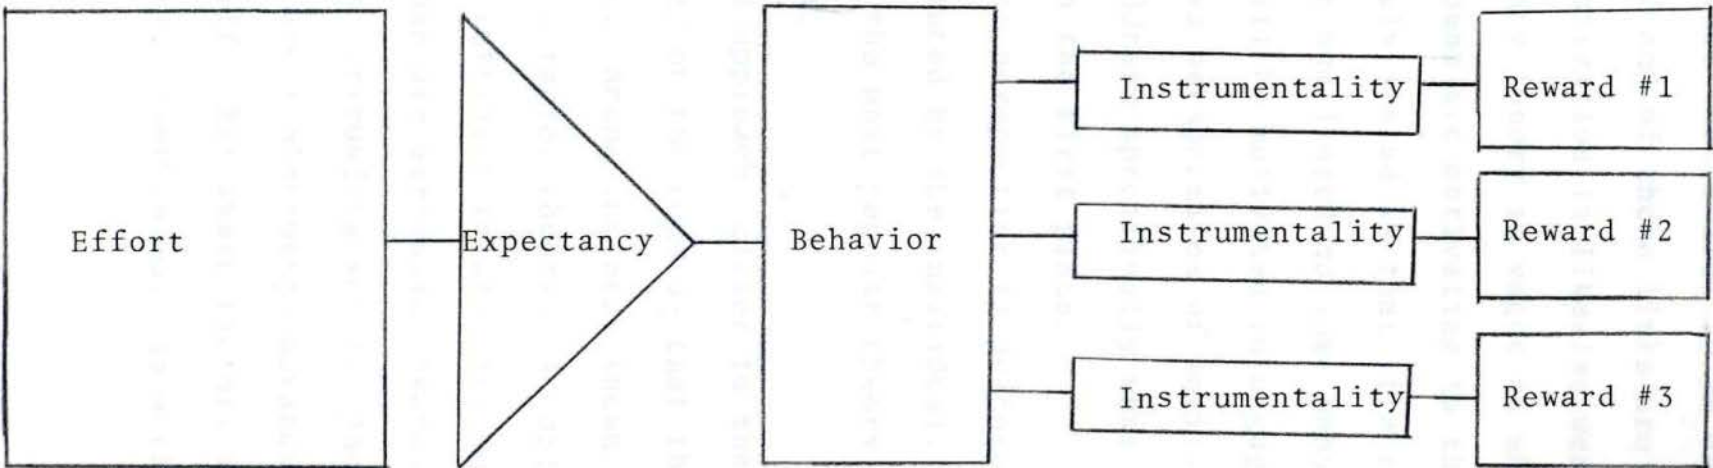 Effort
Expectancy
Behavior
Instrumentality
Reward #1
Instrumentality
Reward #2
Instrumentality
Reward #3